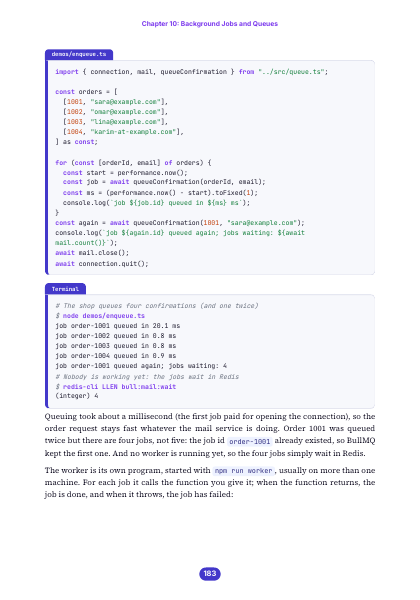 Chapter 10: Background Jobs and Queues
demos/enqueue.ts
import { connection, mail, queueConfirmation } from "../src/queue.ts";
const orders = [
[1001, "sara@example.com"],
[1002, "omar@example.com"],
[1003, "lina@example.com"],
[1004, "karim-at-example.com"],
] as const;
for (const [orderId, email] of orders) {
const start = performance.now();
const job = await queueConfirmation(orderId, email);
const ms = (performance.now() - start).toFixed(1);
console.log(`job ${job.id} queued in ${ms} ms`);
}
const again = await queueConfirmation(1001, "sara@example.com");
console.log(`job ${again.id} queued again; jobs waiting: ${await
mail.count()}`);
await mail.close();
await connection.quit();
Terminal
# The shop queues four confirmations (and one twice)
$ node demos/enqueue.ts
job order-1001 queued in 20.1 ms
job order-1002 queued in 0.8 ms
job order-1003 queued in 0.8 ms
job order-1004 queued in 0.9 ms
job order-1001 queued again; jobs waiting: 4
# Nobody is working yet: the jobs wait in Redis
$ redis-cli LLEN bull:mail:wait
(integer) 4
Queuing took about a millisecond (the first job paid for opening the connection), so the
order request stays fast whatever the mail service is doing. Order 1001 was queued
twice but there are four jobs, not five: the job id order-1001 already existed, so BullMQ
kept the first one. And no worker is running yet, so the four jobs simply wait in Redis.
The worker is its own program, started with npm run worker, usually on more than one
machine. For each job it calls the function you give it; when the function returns, the
job is done, and when it throws, the job has failed:
183